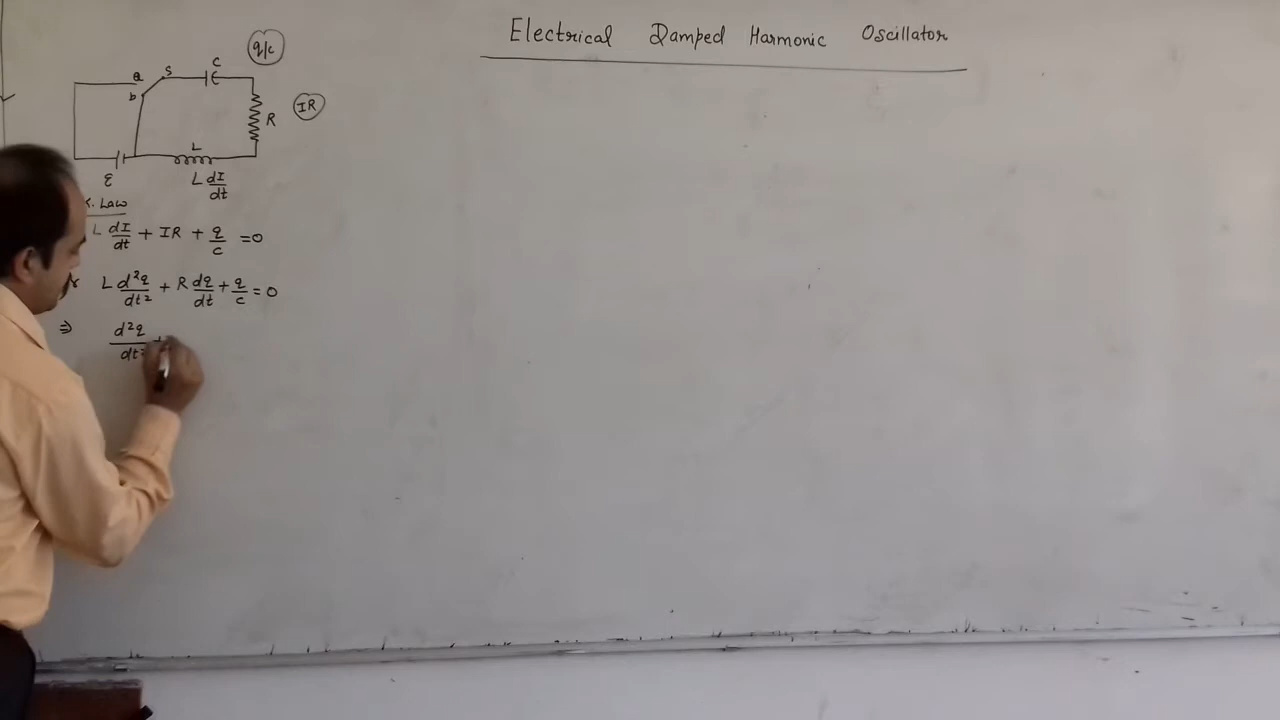 Electrical Damped Harmonic Oscillator
q/c
a S C
b
R IR
L
ε L dI/dt
K. Law
L dI/dt + IR + q/c = 0
L d²q/dt² + R dq/dt + q/c = 0
⇒ d²q/dt² +